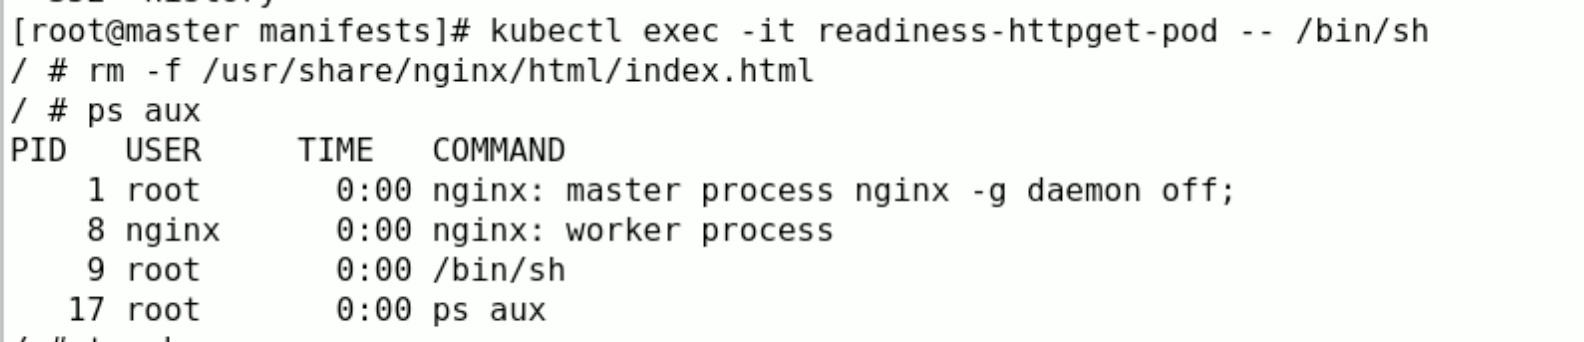 [root@master manifests]# kubectl exec -it readiness-httpget-pod -- /bin/sh
/ # rm -f /usr/share/nginx/html/index.html
/ # ps aux
PID   USER     TIME   COMMAND
    1 root       0:00 nginx: master process nginx -g daemon off;
    8 nginx      0:00 nginx: worker process
    9 root       0:00 /bin/sh
   17 root       0:00 ps aux